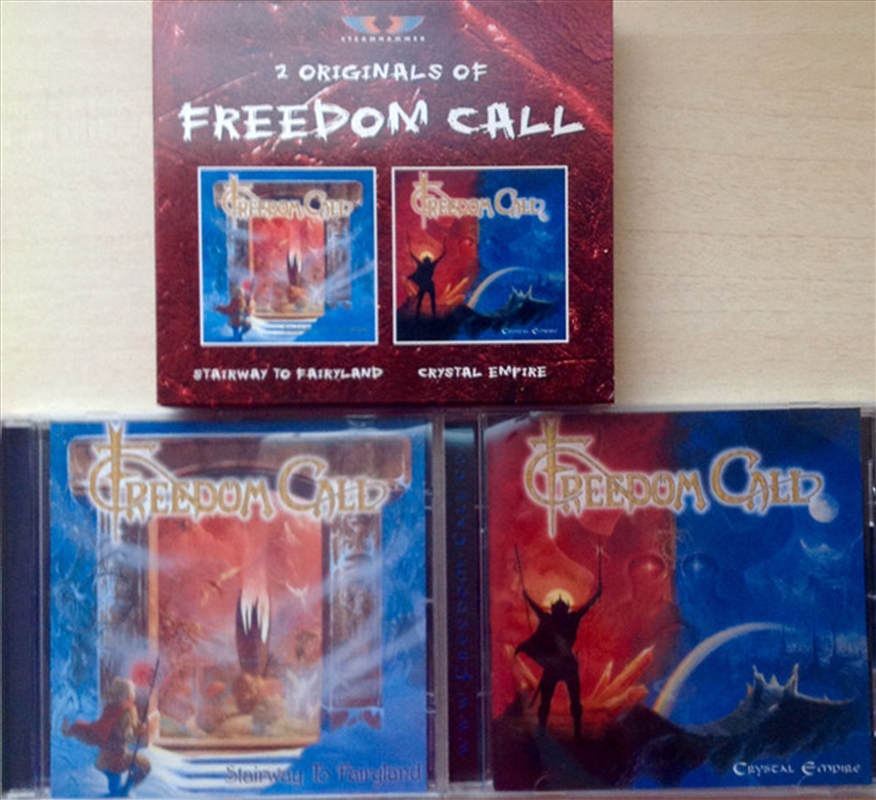 STEAMHAMMER
2 ORIGINALS OF
FREEDOM CALL
FREEDOM CALL
FREEDOM CALL
CRYSTAL EMPIRE
STAIRWAY TO FAIRYLAND
CRYSTAL EMPIRE
FREEDOM CALL
Stairway To Fairyland
FREEDOM CALL
CRYSTAL EMPIRE